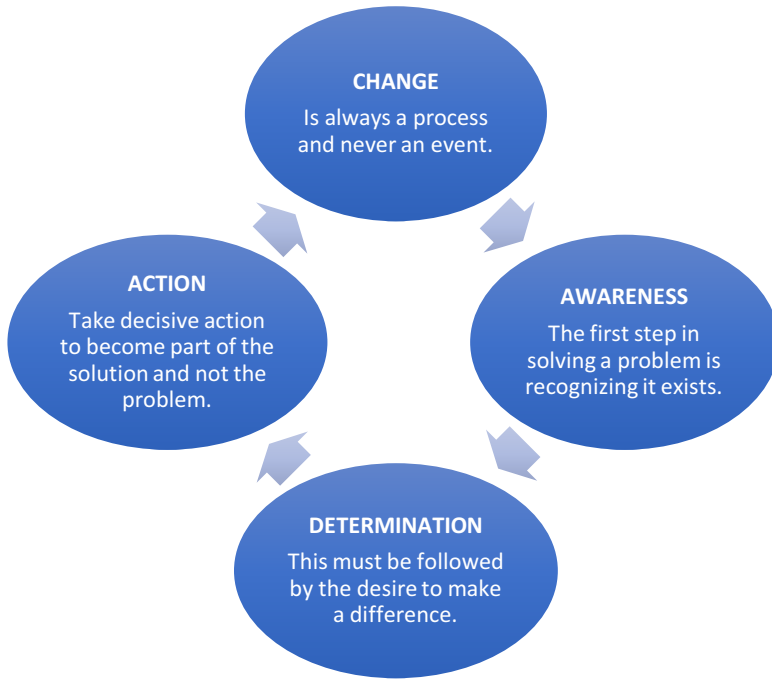 CHANGE
Is always a process
and never an event.
AWARENESS
The first step in
solving a problem is
recognizing it exists.
DETERMINATION
This must be followed
by the desire to make
a difference.
ACTION
Take decisive action
to become part of the
solution and not the
problem.